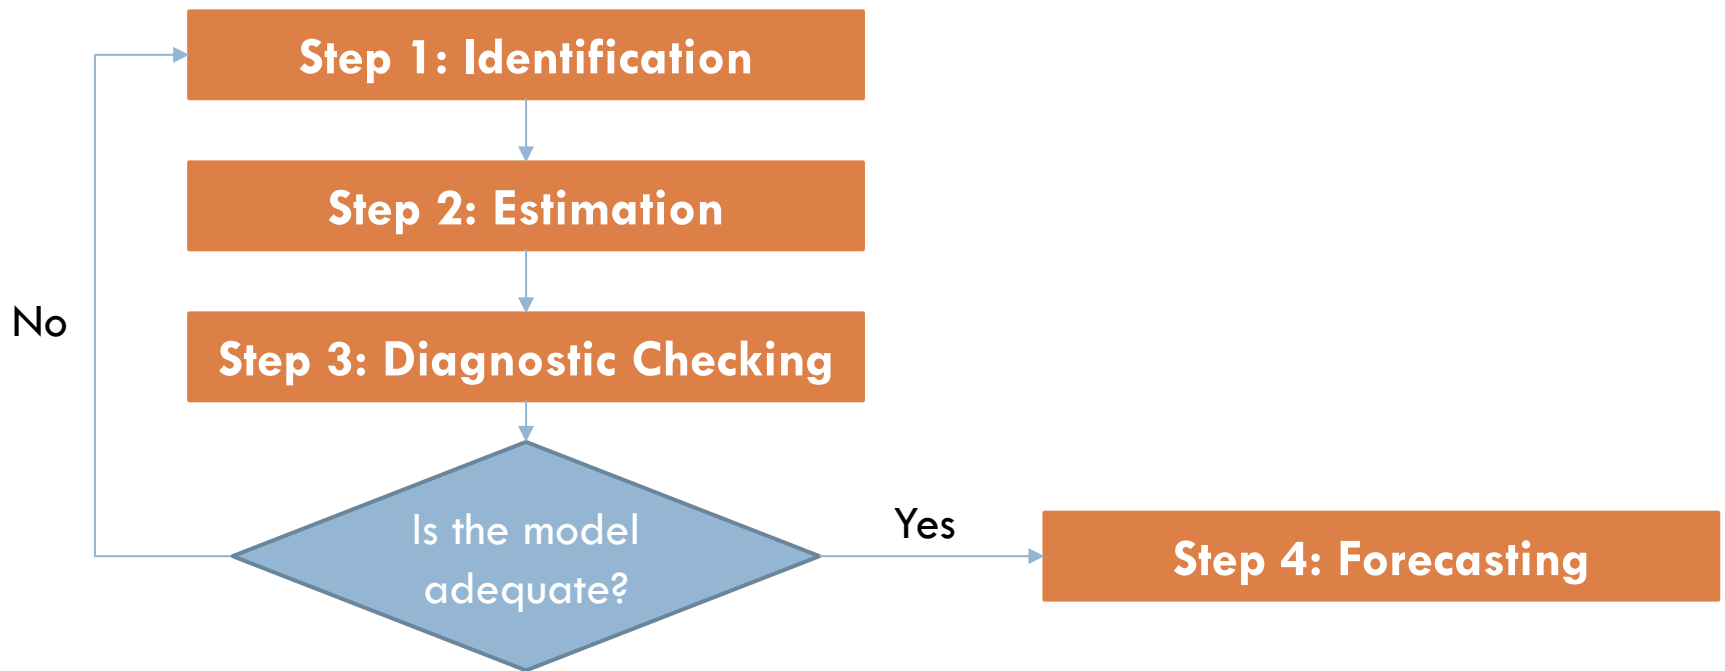 Step 1: Identification
Step 2: Estimation
No
Step 3: Diagnostic Checking
Is the model
adequate?
Yes
Step 4: Forecasting